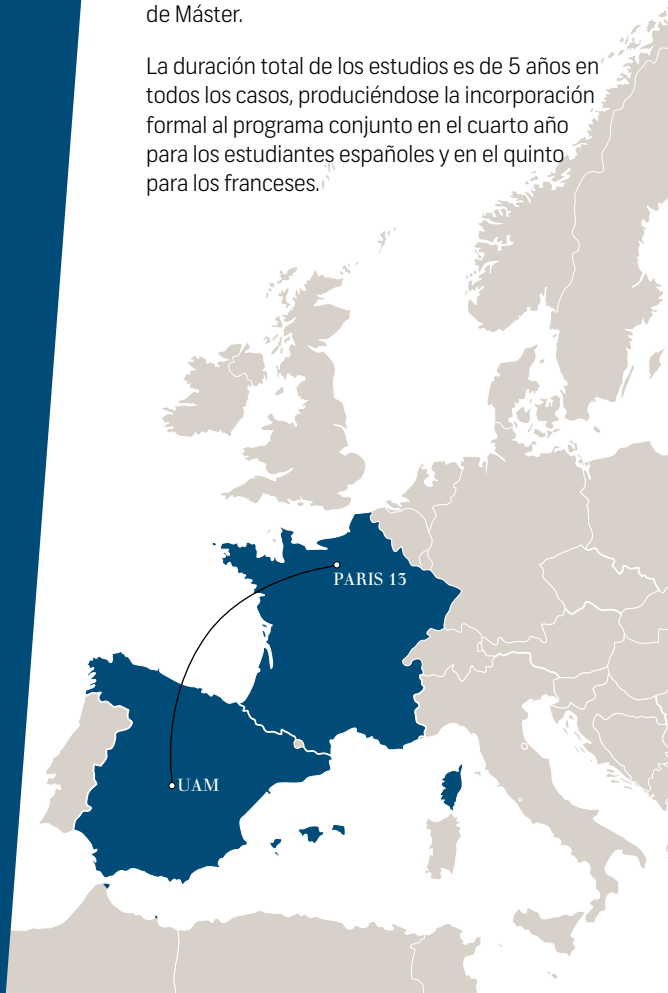 de Máster.
La duración total de los estudios es de 5 años en
todos los casos, produciéndose la incorporación
formal al programa conjunto en el cuarto año
para los estudiantes españoles y en el quinto
para los franceses.
PARIS 13
UAM